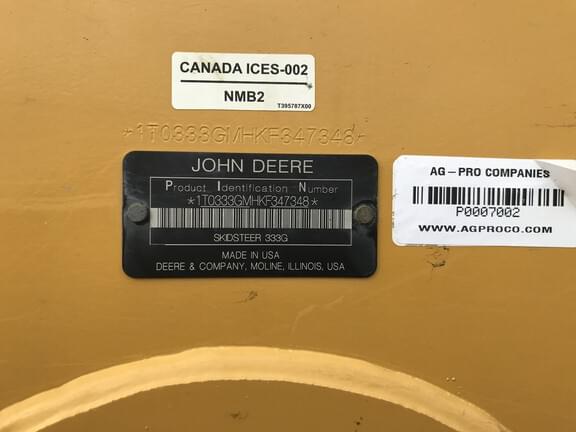 CANADA ICES-002
NMB2
T395787X00
*1T0333GMHKF347348*
JOHN DEERE
Product Identification Number
*1T0333GMHKF347348*
SKIDSTEER 333G
MADE IN USA
DEERE & COMPANY, MOLINE, ILLINOIS, USA
AG-PRO COMPANIES
P0007002
WWW.AGPROCO.COM